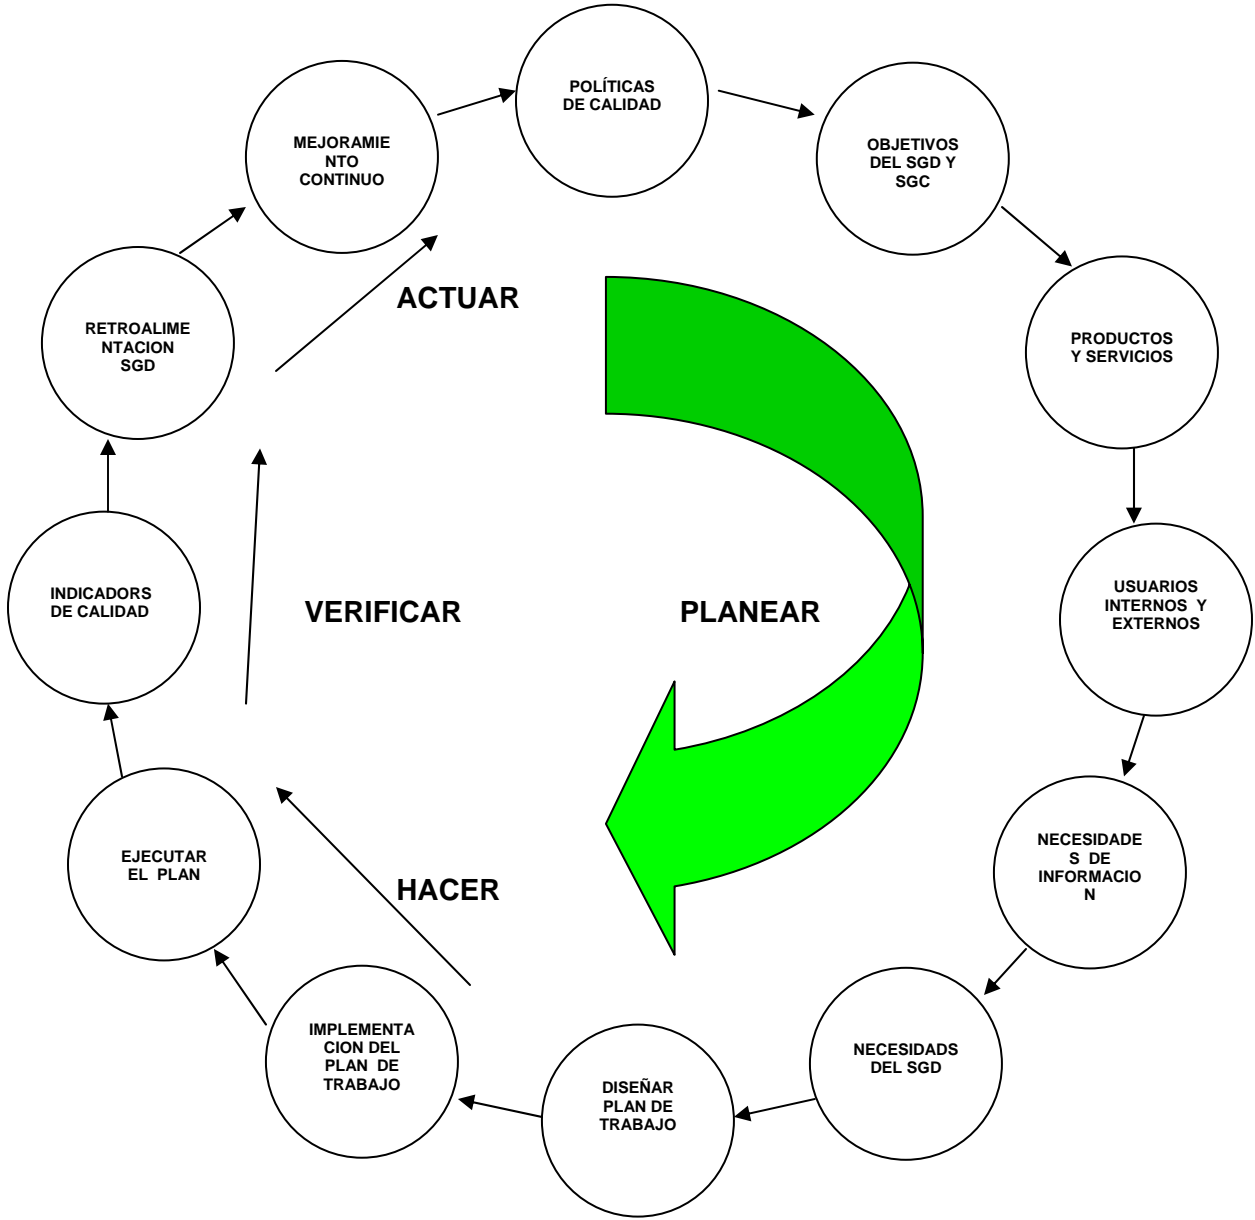 POLÍTICAS
DE CALIDAD
OBJETIVOS
DEL SGD Y
SGC
PRODUCTOS
Y SERVICIOS
USUARIOS
INTERNOS Y
EXTERNOS
NECESIDADE
S DE
INFORMACIO
N
NECESIDADS
DEL SGD
DISEÑAR
PLAN DE
TRABAJO
IMPLEMENTA
CION DEL
PLAN DE
TRABAJO
EJECUTAR
EL PLAN
INDICADORS
DE CALIDAD
RETROALIME
NTACION
SGD
MEJORAMIE
NTO
CONTINUO
ACTUAR
VERIFICAR
PLANEAR
HACER